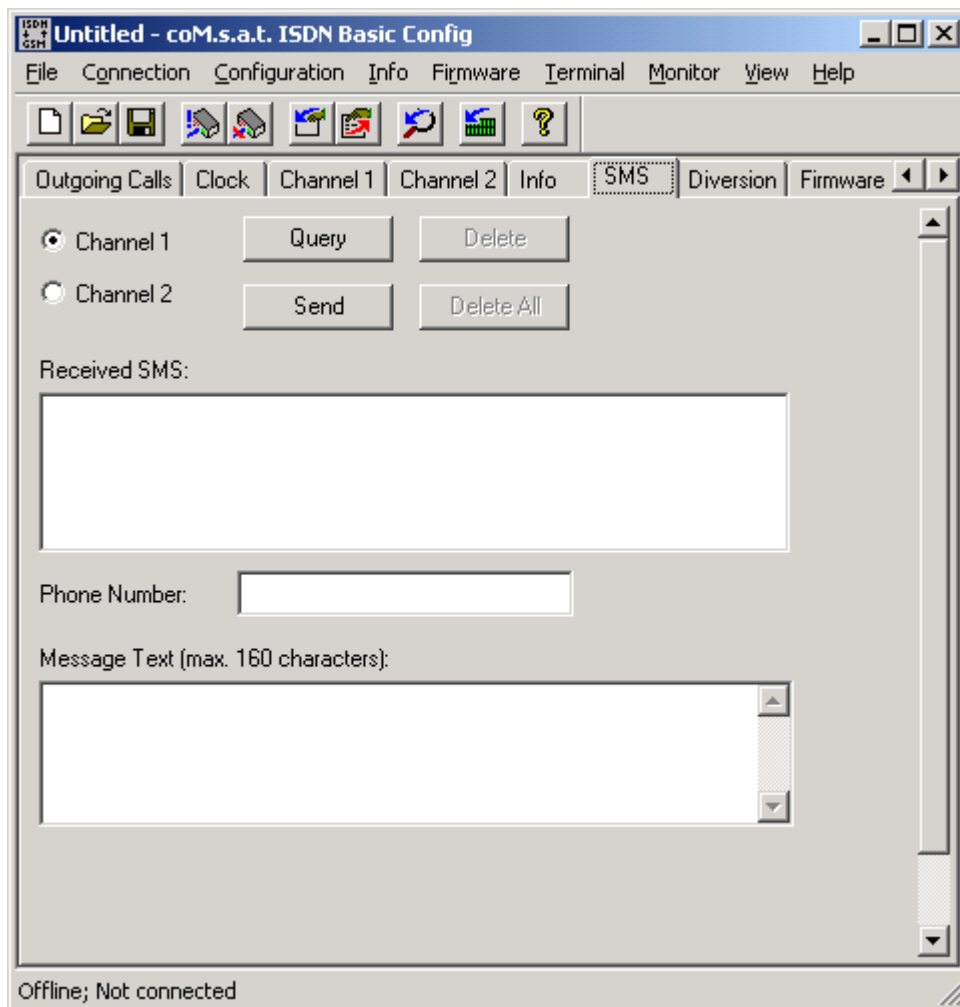 ISDN
GSM
Untitled - coM.s.a.t. ISDN Basic Config
File Connection Configuration Info Firmware Terminal Monitor View Help
Outgoing Calls Clock Channel 1 Channel 2 Info SMS Diversion Firmware
Channel 1 Query Delete
Channel 2 Send Delete All
Received SMS:
Phone Number:
Message Text (max. 160 characters):
Offline; Not connected